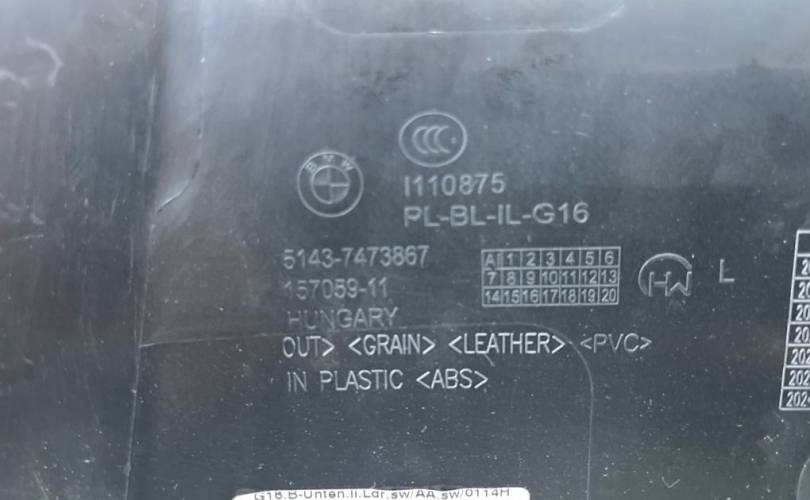 CCC
BMW
I110875
PL-BL-IL-G16
5143-7473867
157059-11
HUNGARY
A 1 2 3 4 5 6
7 8 9 10 11 12 13
14 15 16 17 18 19 20
HW
L
OUT> <GRAIN> <LEATHER> <PVC>
IN PLASTIC <ABS>
G16.B-Unten.li.Ldr.sw/AA.sw/0114H